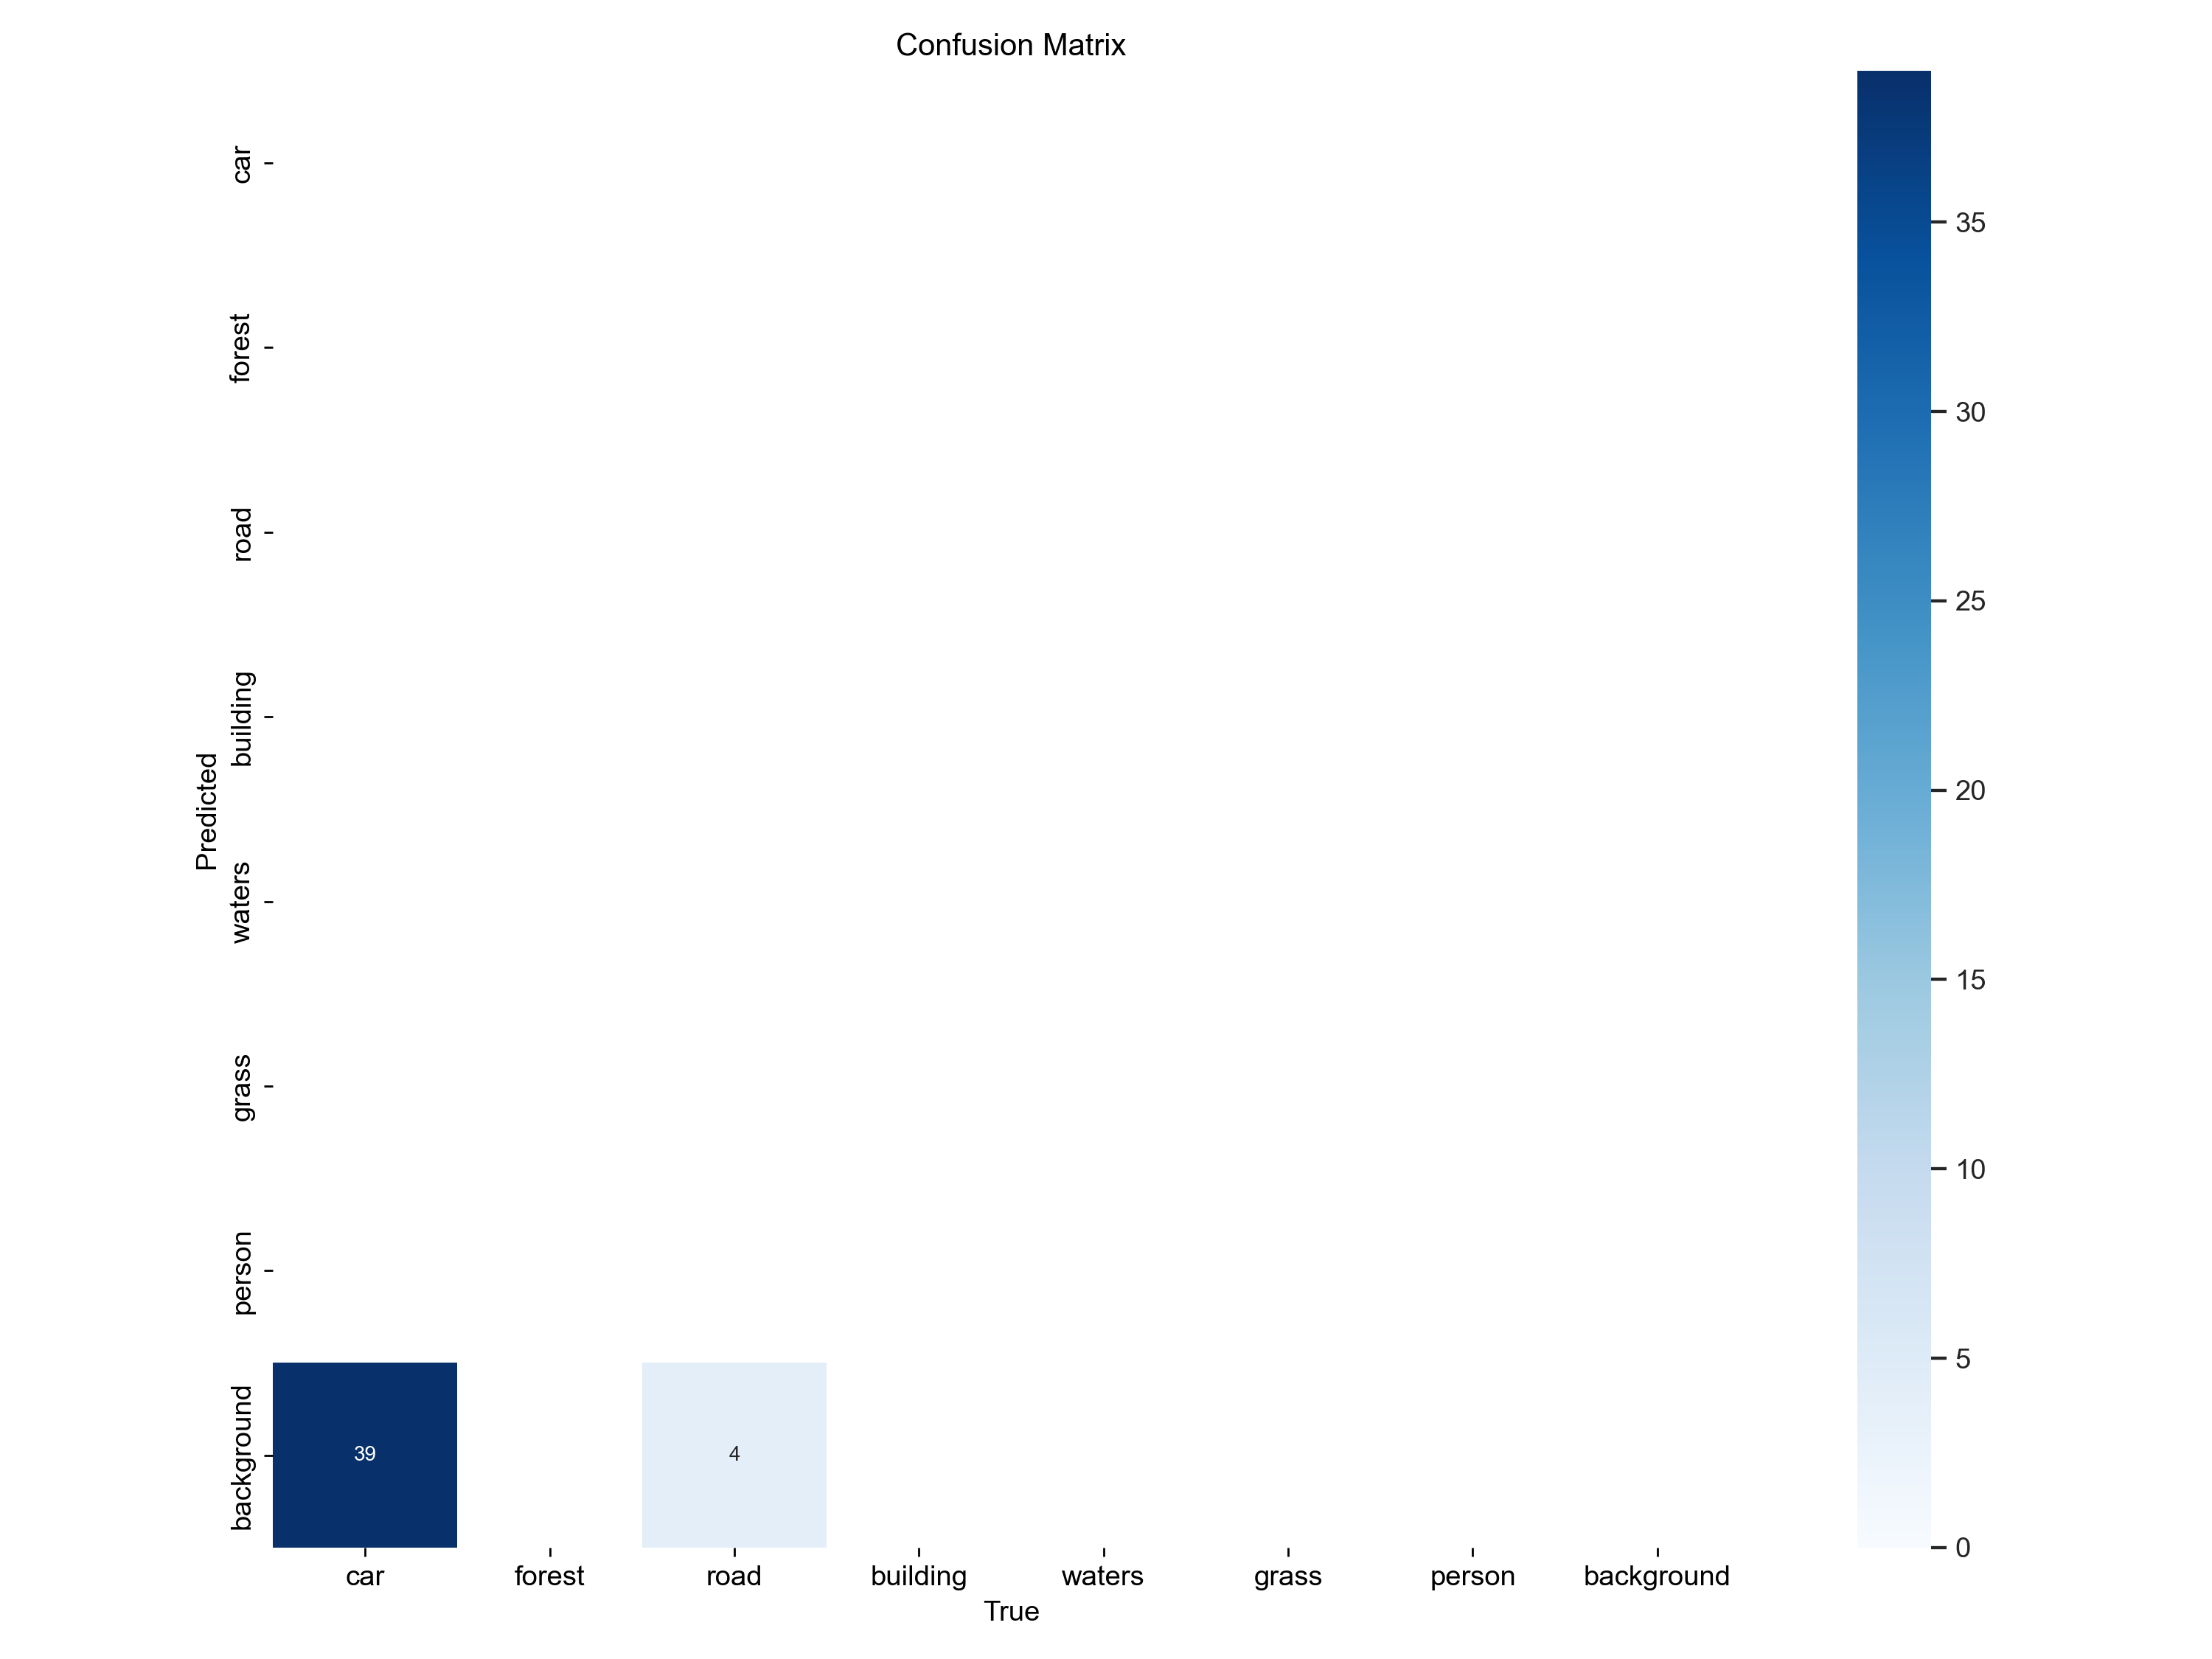 Confusion Matrix
Predicted
car
forest
road
building
waters
grass
person
background
39
4
car forest road building waters grass person background
True
35
30
25
20
15
10
5
0